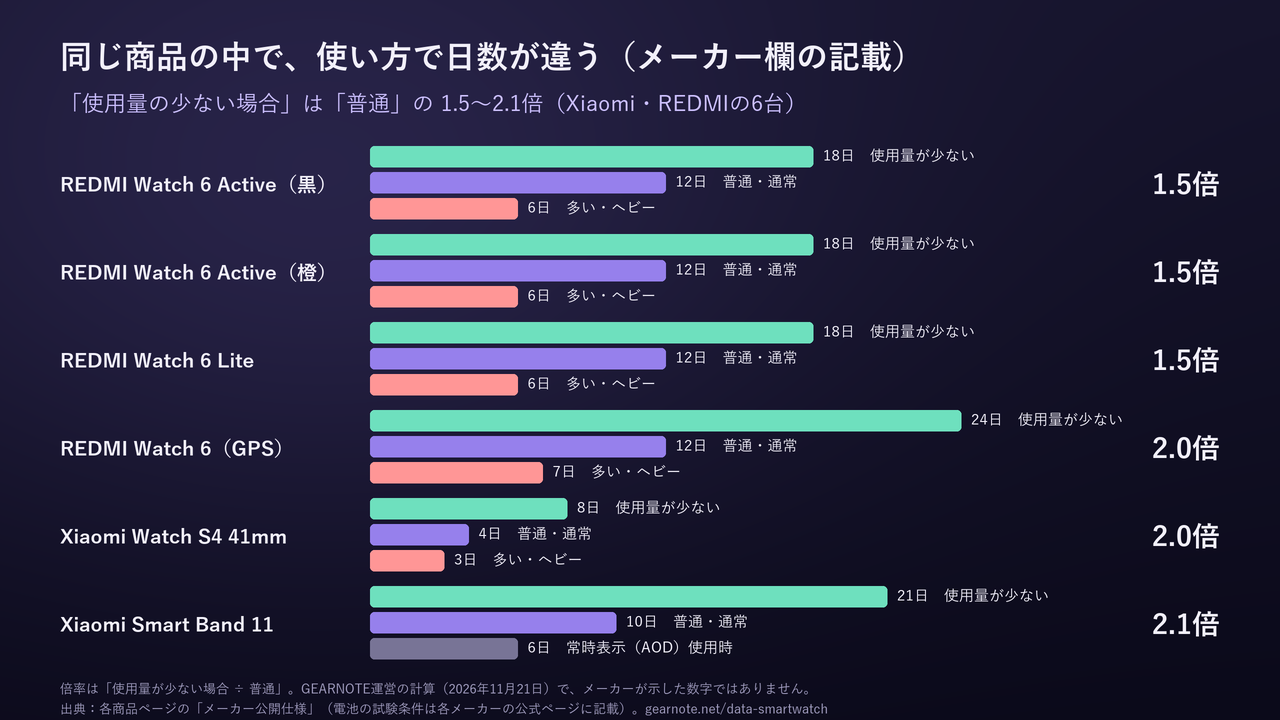 同じ商品の中で、使い方で日数が違う（メーカー欄の記載）
「使用量の少ない場合」は「普通」の 1.5〜2.1倍（Xiaomi・REDMIの6台）
REDMI Watch 6 Active（黒）
18日　使用量が少ない
12日　普通・通常
6日　多い・ヘビー
1.5倍
REDMI Watch 6 Active（橙）
18日　使用量が少ない
12日　普通・通常
6日　多い・ヘビー
1.5倍
REDMI Watch 6 Lite
18日　使用量が少ない
12日　普通・通常
6日　多い・ヘビー
1.5倍
REDMI Watch 6（GPS）
24日　使用量が少ない
12日　普通・通常
7日　多い・ヘビー
2.0倍
Xiaomi Watch S4 41mm
8日　使用量が少ない
4日　普通・通常
3日　多い・ヘビー
2.0倍
Xiaomi Smart Band 11
21日　使用量が少ない
10日　普通・通常
6日　常時表示（AOD）使用時
2.1倍
倍率は「使用量が少ない場合 ÷ 普通」。GEARNOTE運営の計算（2026年11月21日）で、メーカーが示した数字ではありません。
出典：各商品ページの「メーカー公開仕様」（電池の試験条件は各メーカーの公式ページに記載）。gearnote.net/data-smartwatch